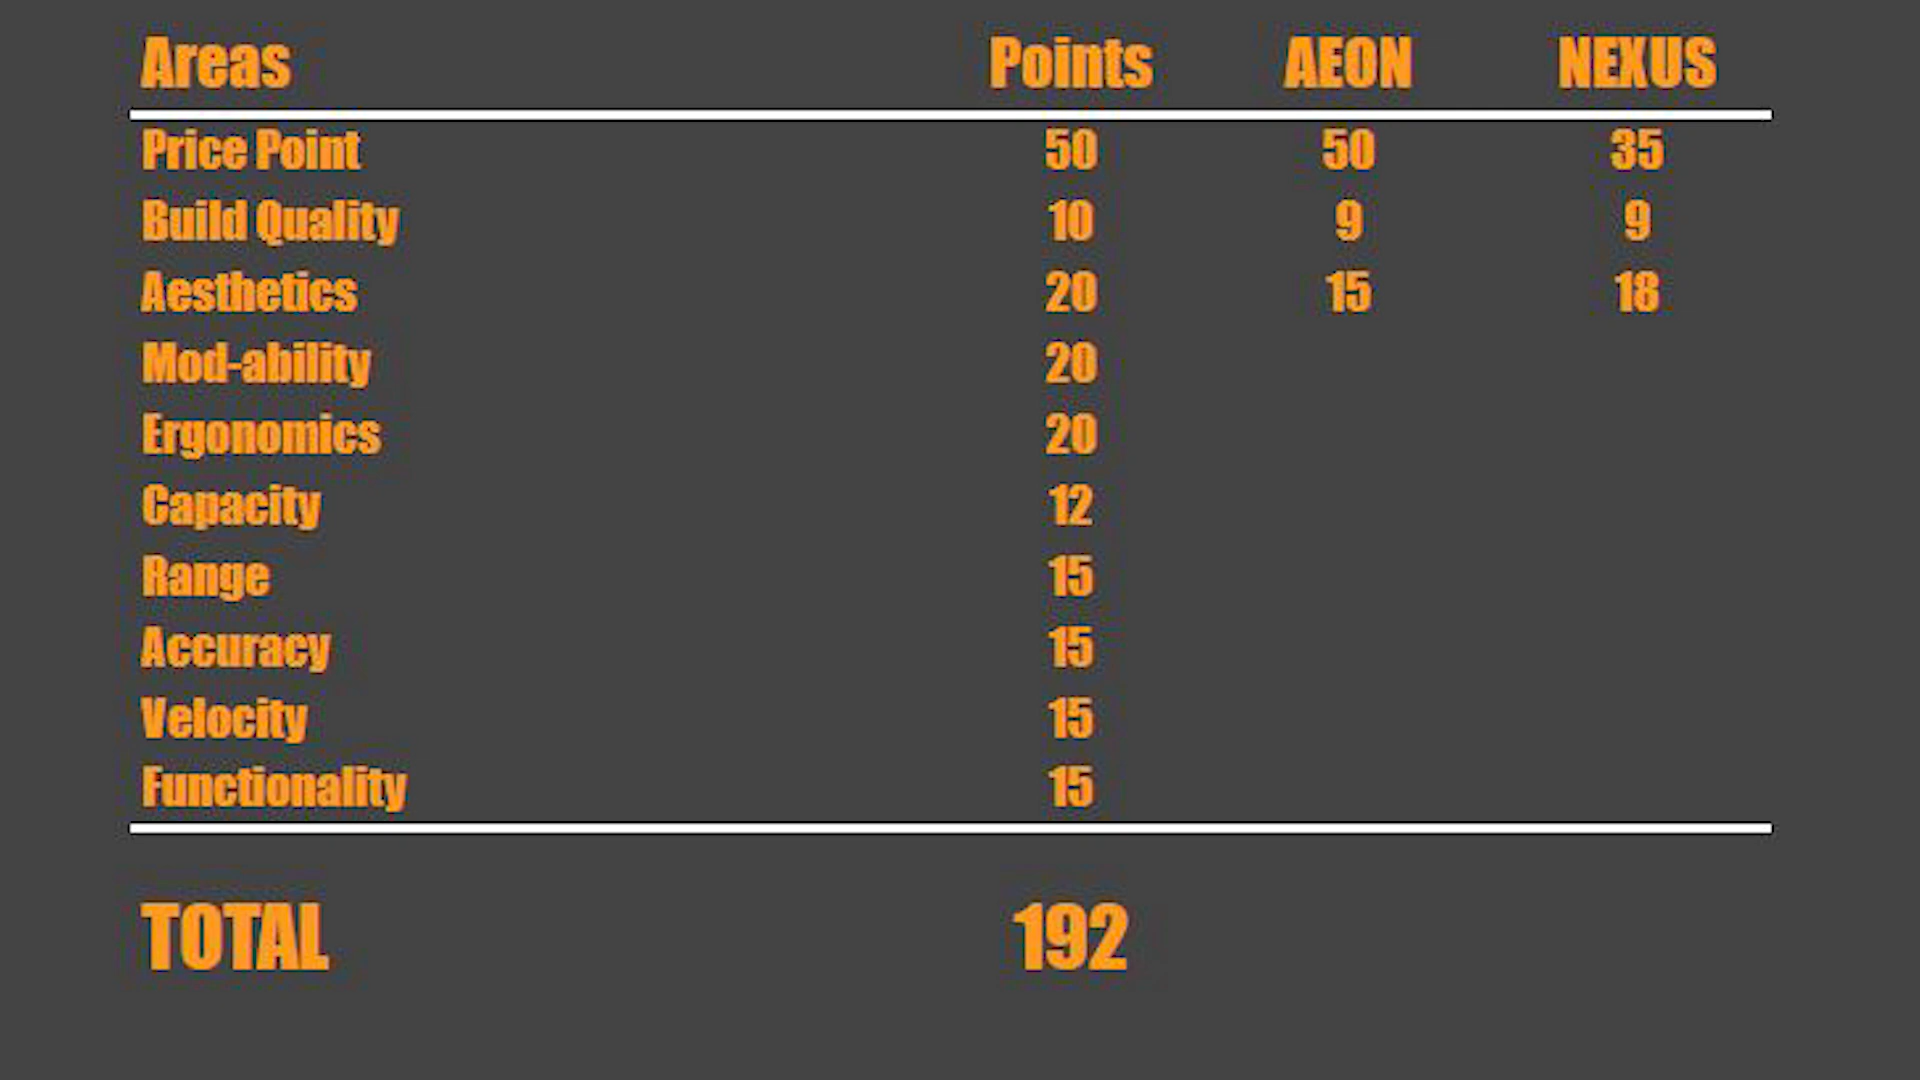 Areas Points AEON NEXUS
Price Point 50 50 35
Build Quality 10 9 9
Aesthetics 20 15 18
Mod-ability 20
Ergonomics 20
Capacity 12
Range 15
Accuracy 15
Velocity 15
Functionality 15
TOTAL 192